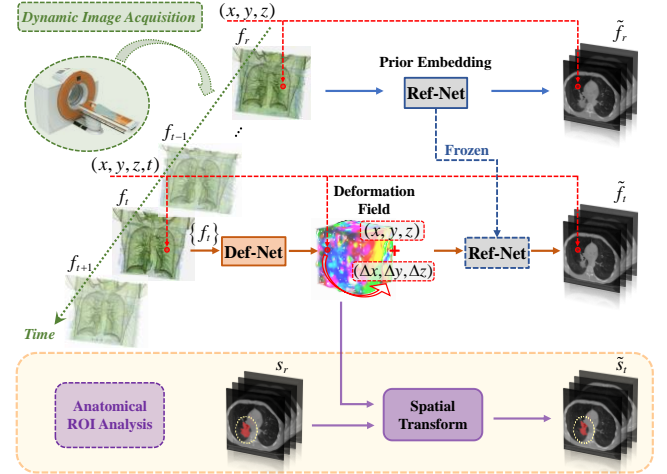 Dynamic Image
Acquisition
(x, y, z)
f_r
f̃_r
Prior Embedding
Ref-Net
f_{t-1}
Frozen
(x, y, z, t)
f_t
{f_t}
Def-Net
Deformation
Field
(x, y, z)
+
(Δx, Δy, Δz)
Ref-Net
f̃_t
f_{t+1}
Time
Anatomical
ROI Analysis
s_r
Spatial
Transform
s̃_t